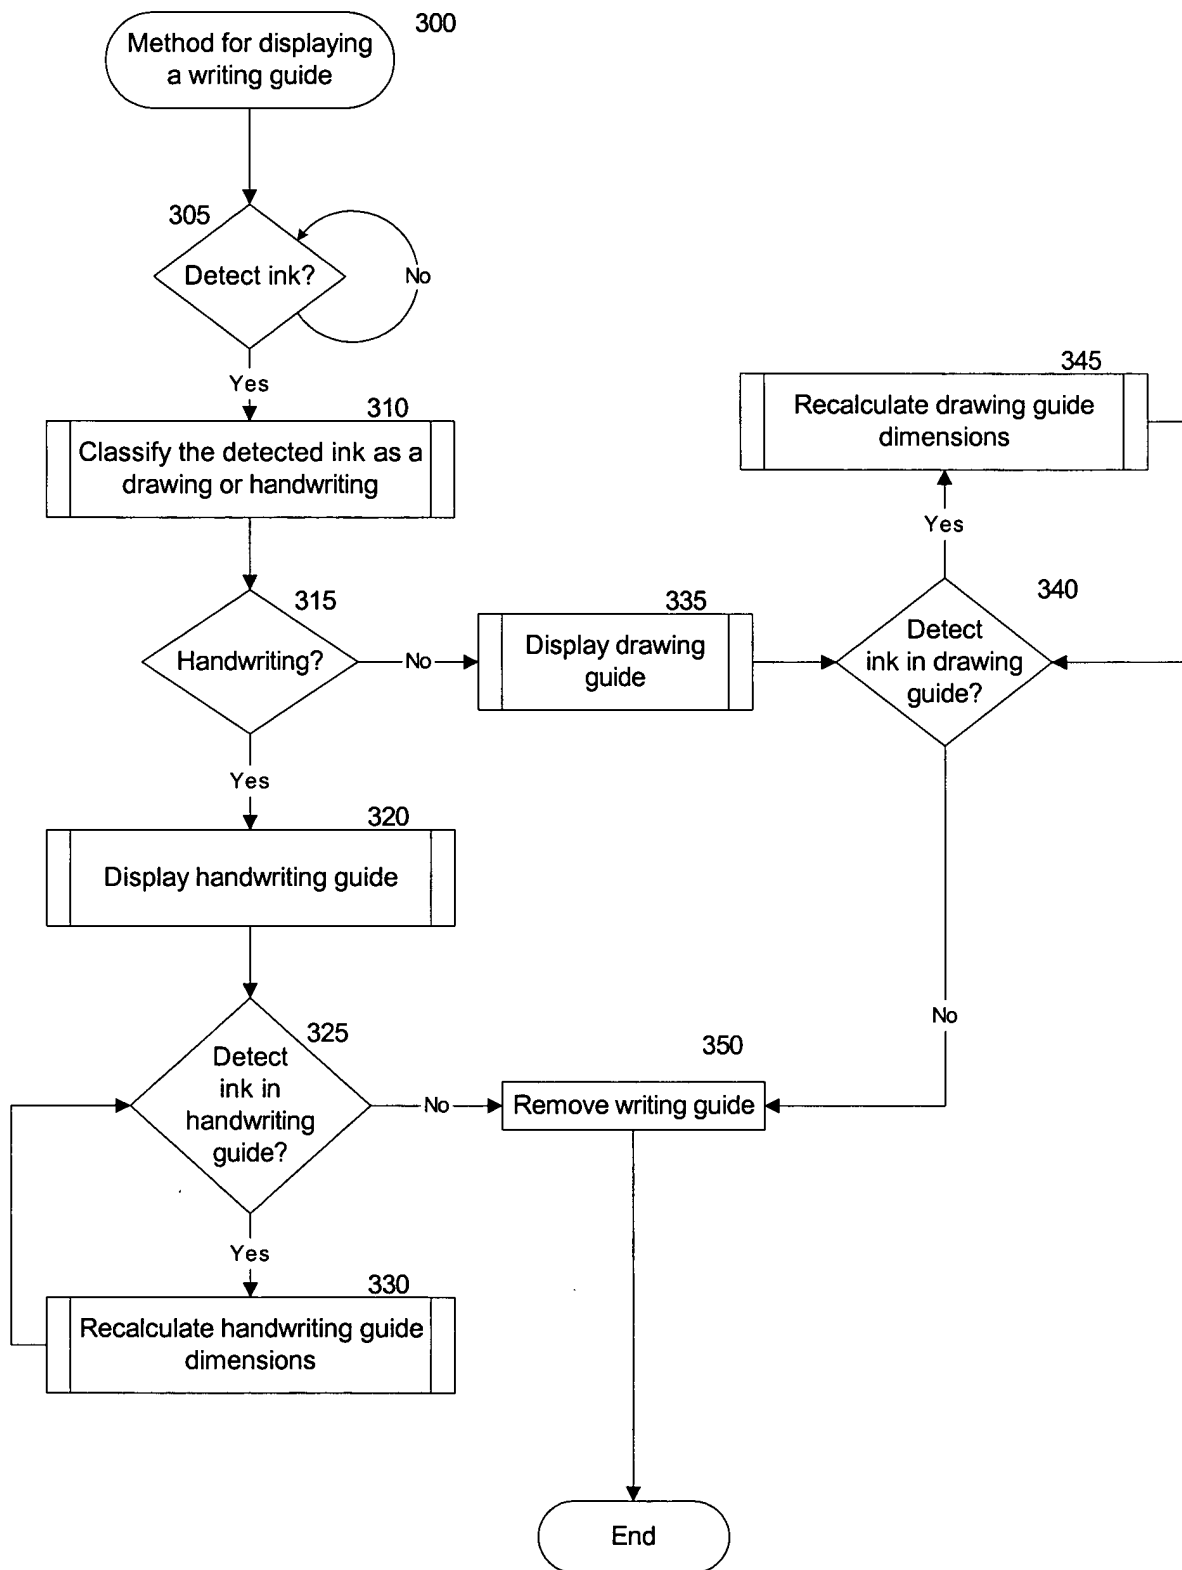 300
Method for displaying
a writing guide
305
Detect ink?
No
Yes
310
Classify the detected ink as a
drawing or handwriting
315
Handwriting?
No
335
Display drawing
guide
345
Recalculate drawing guide
dimensions
Yes
340
Detect
ink in drawing
guide?
No
Yes
320
Display handwriting guide
325
Detect
ink in
handwriting
guide?
No
350
Remove writing guide
Yes
330
Recalculate handwriting guide
dimensions
End